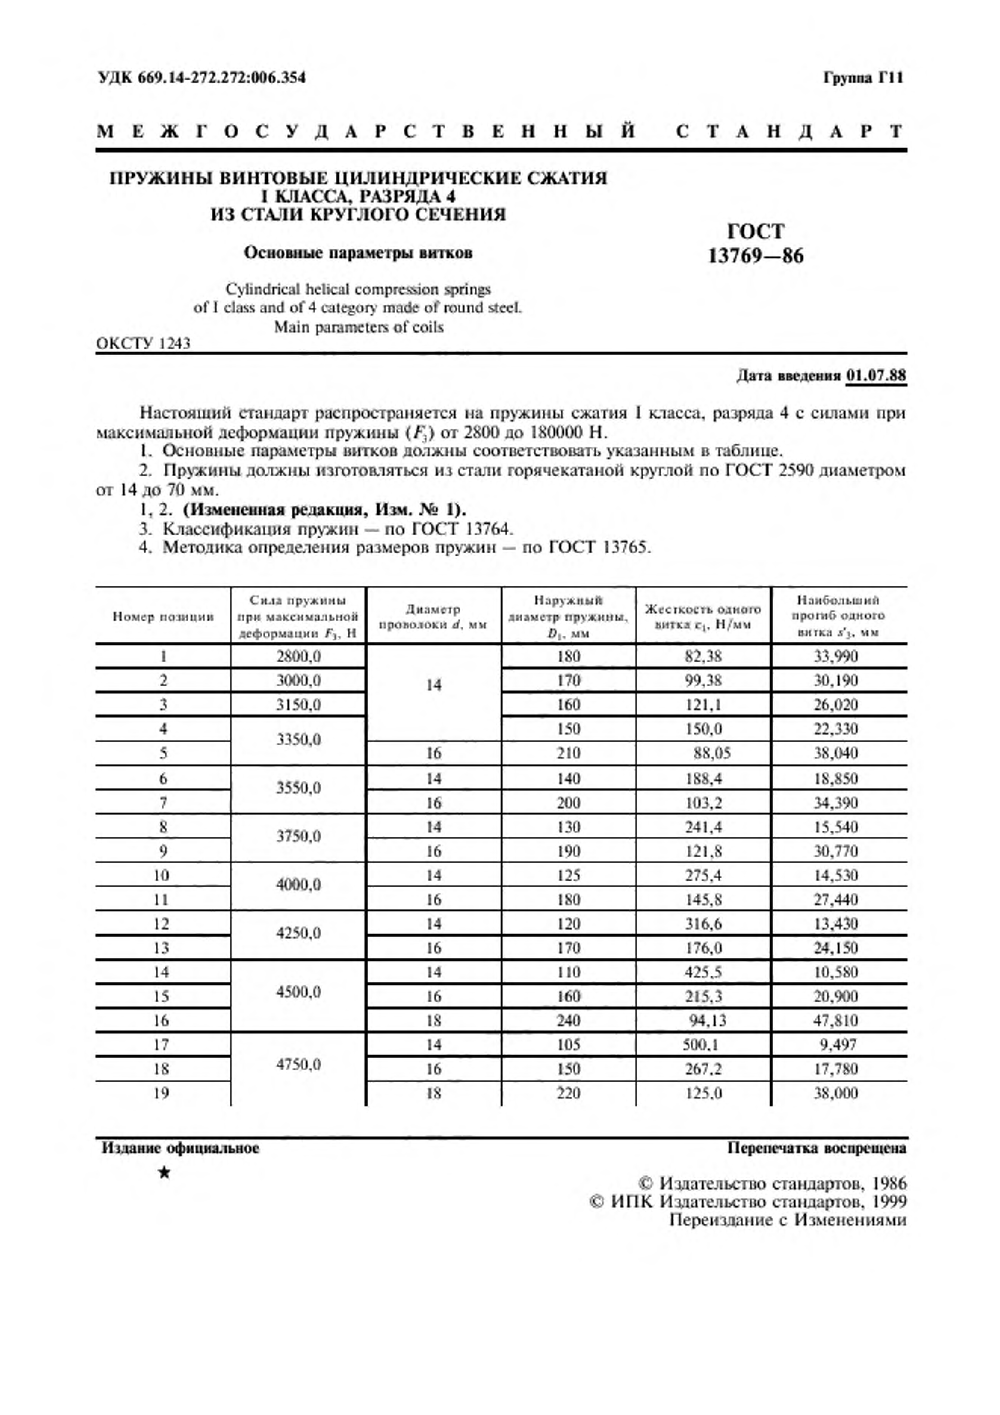 УДК 669.14-272.272:006.354 Группа Г11
МЕЖГОСУДАРСТВЕННЫЙ СТАНДАРТ
ПРУЖИНЫ ВИНТОВЫЕ ЦИЛИНДРИЧЕСКИЕ СЖАТИЯ
I КЛАССА, РАЗРЯДА 4
ИЗ СТАЛИ КРУГЛОГО СЕЧЕНИЯ
Основные параметры витков
ГОСТ
13769—86
Cylindrical helical compression springs
of I class and of 4 category made of round steel.
Main parameters of coils
ОКСТУ 1243
Дата введения 01.07.88
Настоящий стандарт распространяется на пружины сжатия I класса, разряда 4 с силами при
максимальной деформации пружины (F₃) от 2800 до 180000 Н.
1. Основные параметры витков должны соответствовать указанным в таблице.
2. Пружины должны изготовляться из стали горячекатаной круглой по ГОСТ 2590 диаметром
от 14 до 70 мм.
1, 2. (Измененная редакция, Изм. № 1).
3. Классификация пружин — по ГОСТ 13764.
4. Методика определения размеров пружин — по ГОСТ 13765.
Номер позиции
Сила пружины
при максимальной
деформации F₃, Н
Диаметр
проволоки d, мм
Наружный
диаметр пружины,
D₁, мм
Жесткость одного
витка c₁, Н/мм
Наибольший
прогиб одного
витка s'₃, мм
1 2800,0 14 180 82,38 33,990
2 3000,0 170 99,38 30,190
3 3150,0 160 121,1 26,020
4 3350,0 150 150,0 22,330
5 16 210 88,05 38,040
6 3550,0 14 140 188,4 18,850
7 16 200 103,2 34,390
8 3750,0 14 130 241,4 15,540
9 16 190 121,8 30,770
10 4000,0 14 125 275,4 14,530
11 16 180 145,8 27,440
12 4250,0 14 120 316,6 13,430
13 16 170 176,0 24,150
14 4500,0 14 110 425,5 10,580
15 16 160 215,3 20,900
16 18 240 94,13 47,810
17 4750,0 14 105 500,1 9,497
18 16 150 267,2 17,780
19 18 220 125,0 38,000
Издание официальное Перепечатка воспрещена
★
© Издательство стандартов, 1986
© ИПК Издательство стандартов, 1999
Переиздание с Изменениями